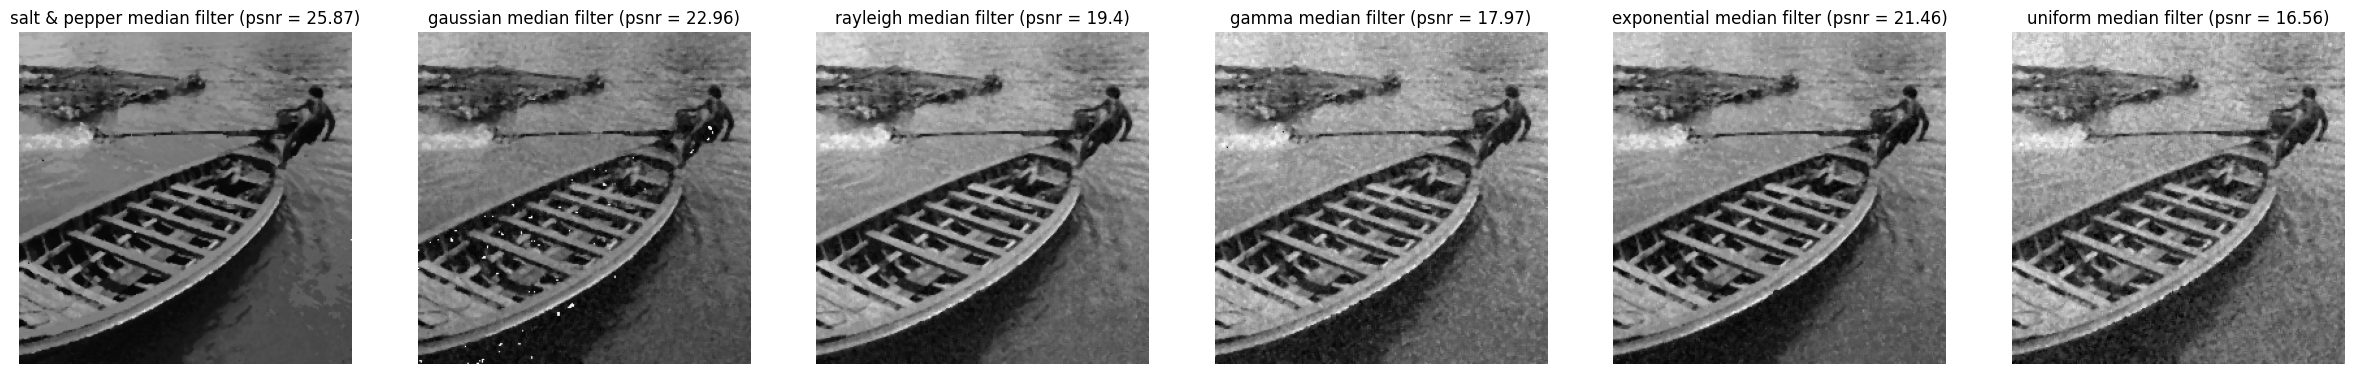 salt & pepper median filter (psnr = 25.87)
gaussian median filter (psnr = 22.96)
rayleigh median filter (psnr = 19.4)
gamma median filter (psnr = 17.97)
exponential median filter (psnr = 21.46)
uniform median filter (psnr = 16.56)